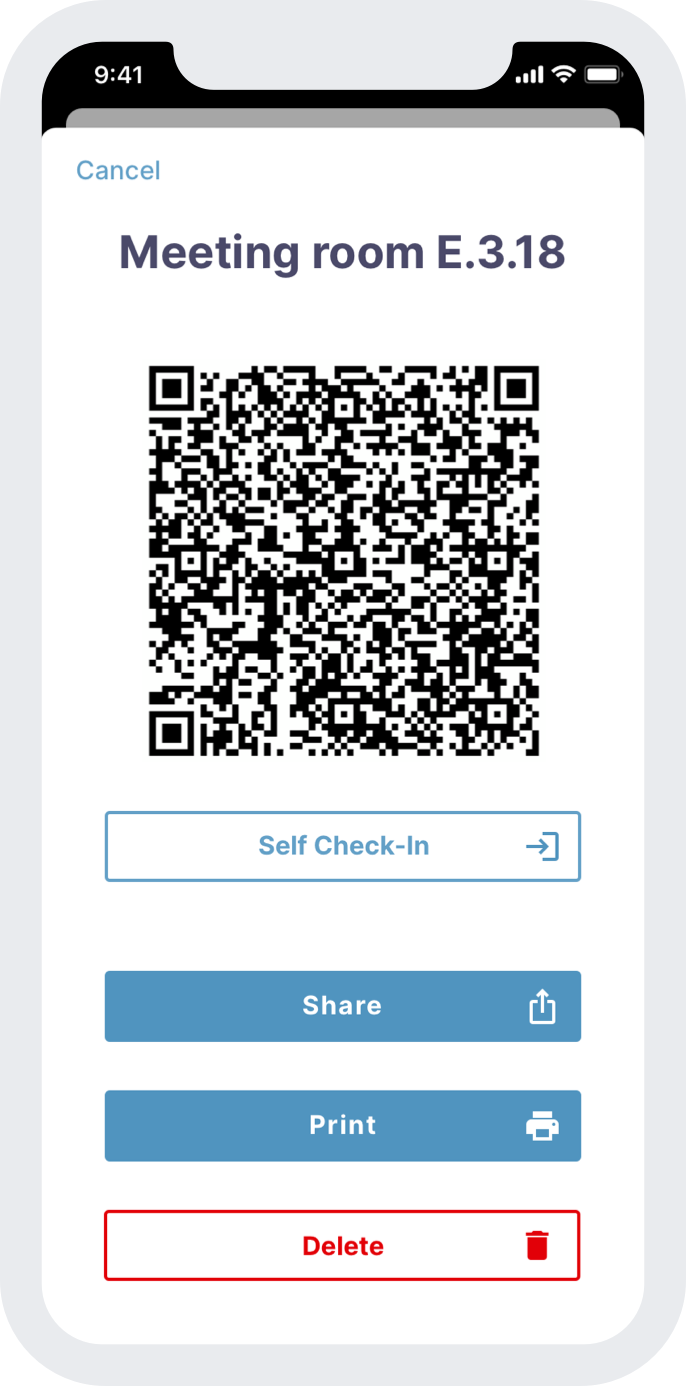 9:41
Cancel
Meeting room E.3.18
Self Check-In
Share
Print
Delete